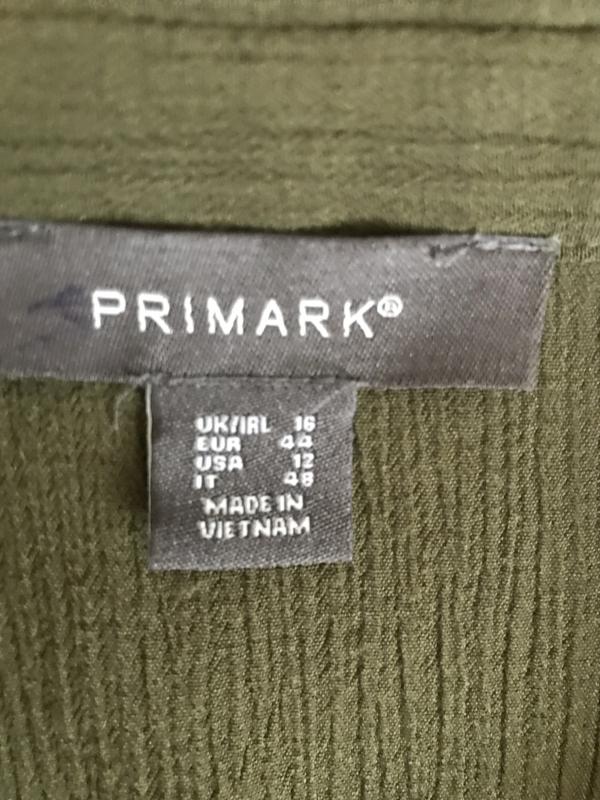 PRIMARK®
UK/IRL 16
EUR 44
USA 12
IT 48
MADE IN
VIETNAM